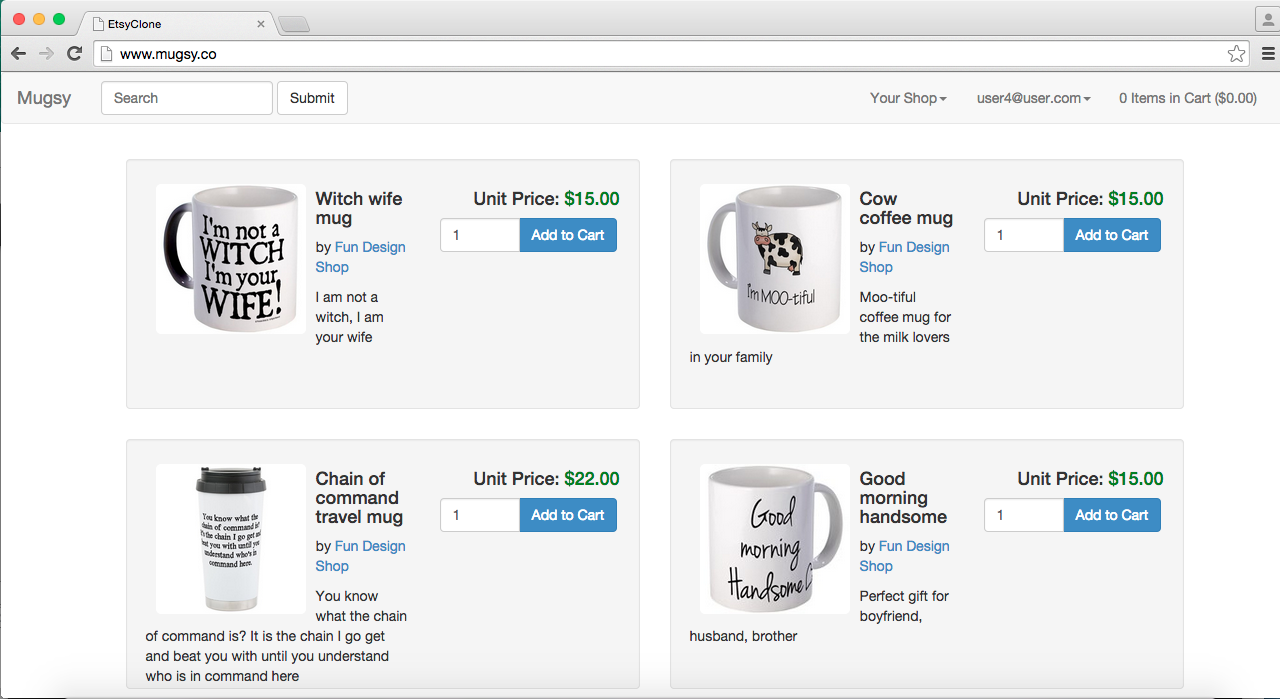 EtsyClone
www.mugsy.co
Mugsy
Search
Submit
Your Shop
user4@user.com
0 Items in Cart ($0.00)
I'm not a
WITCH
I'm your
WIFE!
Witch wife
mug
by Fun Design
Shop
I am not a
witch, I am
your wife
Unit Price: $15.00
1
Add to Cart
I'm MOO-tiful
Cow
coffee mug
by Fun Design
Shop
Moo-tiful
coffee mug for
the milk lovers
in your family
Unit Price: $15.00
1
Add to Cart
You know what the
chain of command is?
It's the chain I go get and
beat you with until you
understand who's in
command here.
Chain of
command
travel mug
by Fun Design
Shop
You know
what the chain
of command is? It is the chain I go get
and beat you with until you understand
who is in command here
Unit Price: $22.00
1
Add to Cart
Good
morning
Handsome
Good
morning
handsome
by Fun Design
Shop
Perfect gift for
boyfriend,
husband, brother
Unit Price: $15.00
1
Add to Cart